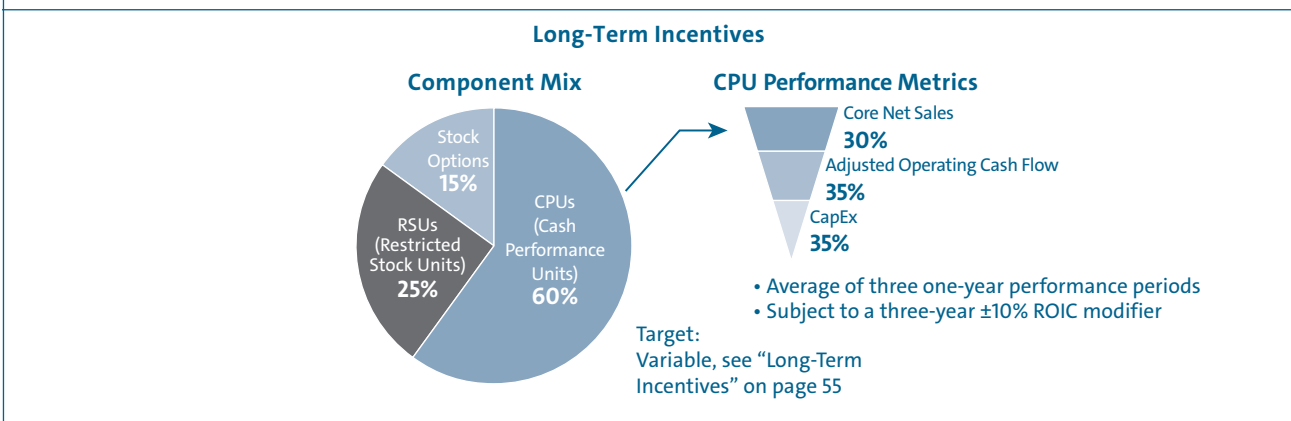 Long-Term Incentives
Component Mix
Stock
Options
15%
RSUs
(Restricted
Stock Units)
25%
CPUs
(Cash
Performance
Units)
60%
CPU Performance Metrics
Core Net Sales
30%
Adjusted Operating Cash Flow
35%
CapEx
35%
• Average of three one-year performance periods
• Subject to a three-year ±10% ROIC modifier
Target:
Variable, see “Long-Term
Incentives” on page 55